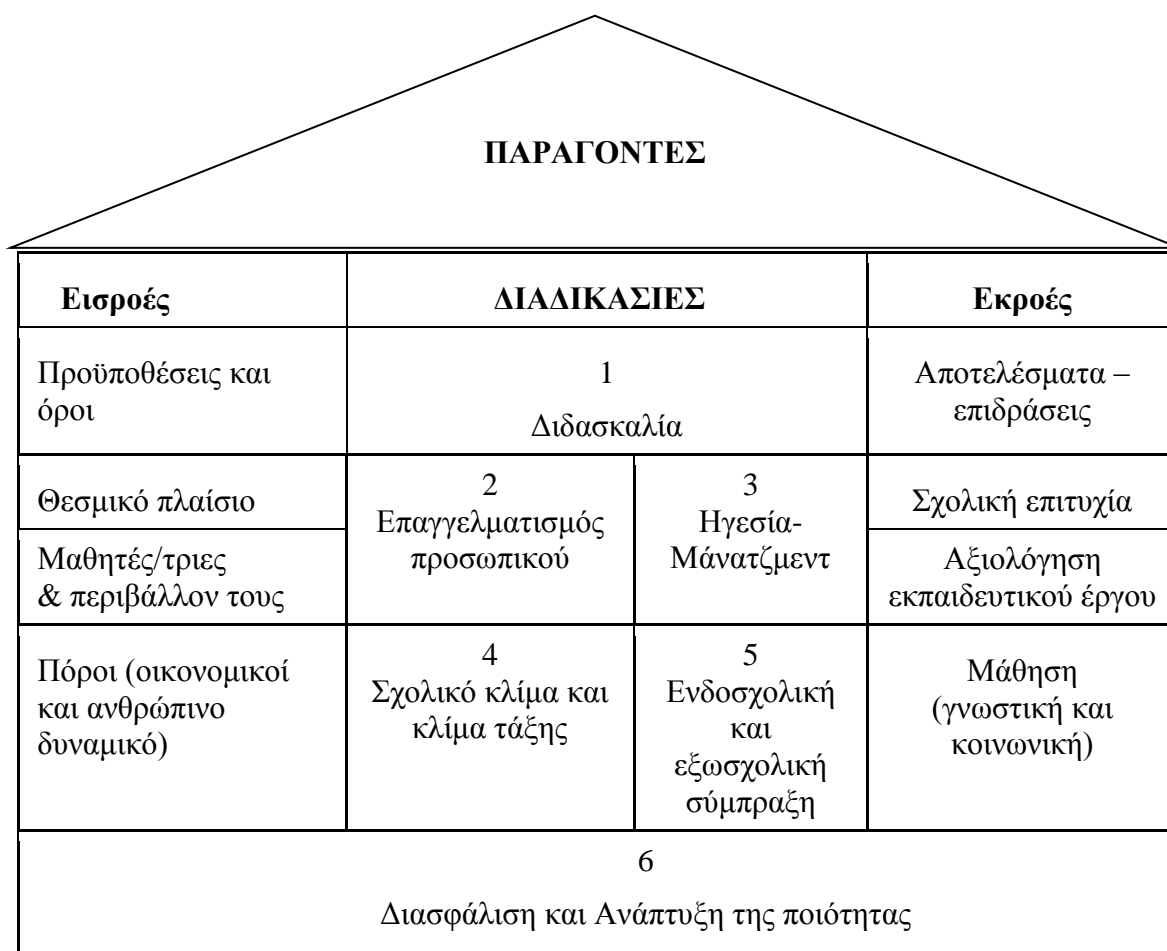 ΠΑΡΑΓΟΝΤΕΣ
Εισροές
ΔΙΑΔΙΚΑΣΙΕΣ
Εκροές
Προϋποθέσεις και
όροι
1
Διδασκαλία
Αποτελέσματα –
επιδράσεις
Θεσμικό πλαίσιο
Μαθητές/τριες
& περιβάλλον τους
2
Επαγγελματισμός
προσωπικού
3
Ηγεσία-
Μάνατζμεντ
Σχολική επιτυχία
Αξιολόγηση
εκπαιδευτικού έργου
Πόροι (οικονομικοί
και ανθρώπινο
δυναμικό)
4
Σχολικό κλίμα και
κλίμα τάξης
5
Ενδοσχολική
και
εξωσχολική
σύμπραξη
Μάθηση
(γνωστική και
κοινωνική)
6
Διασφάλιση και Ανάπτυξη της ποιότητας